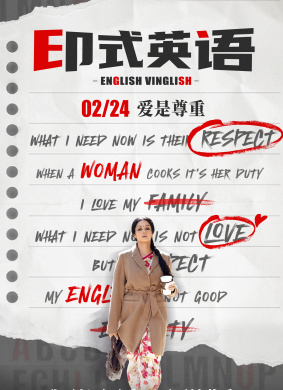 印式英语
- ENGLISH VINGLISH -
02/24 爱是尊重
WHAT I NEED NOW IS THEIR RESPECT
WHEN A WOMAN COOKS IT'S HER DUTY
I LOVE MY FAMILY
WHAT I NEED NOW IS NOT LOVE
BUT
MY NOT GOOD